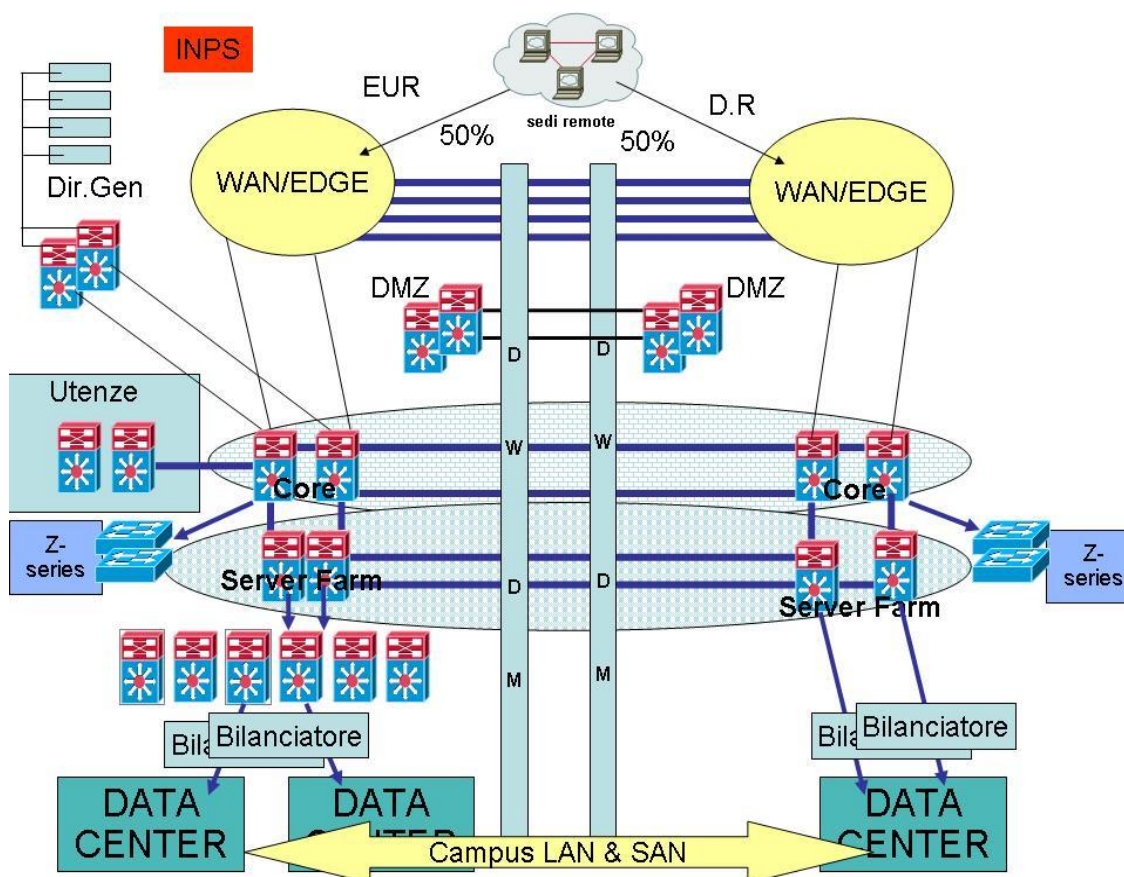 INPS
EUR
D.R
sedi remote
50%
50%
Dir.Gen
WAN/EDGE
WAN/EDGE
DMZ
DMZ
D
D
Utenze
W
W
Core
Core
Z-
series
Z-
series
Server Farm
D
D
Server Farm
M
M
Bilanciatore
Bilanciatore
DATA
CENTER
DATA
DATA
CENTER
Campus LAN & SAN